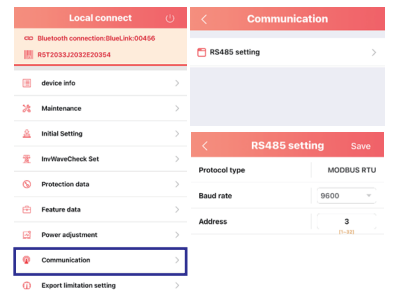 Local connect
Bluetooth connection:BlueLink:00456
R5T2033J2032E20354
device info
Maintenance
Initial Setting
InvWaveCheck Set
Protection data
Feature data
Power adjustment
Communication
Export limitation setting
Communication
RS485 setting
RS485 setting Save
Protocol type MODBUS RTU
Baud rate 9600
Address 3
[1~32]